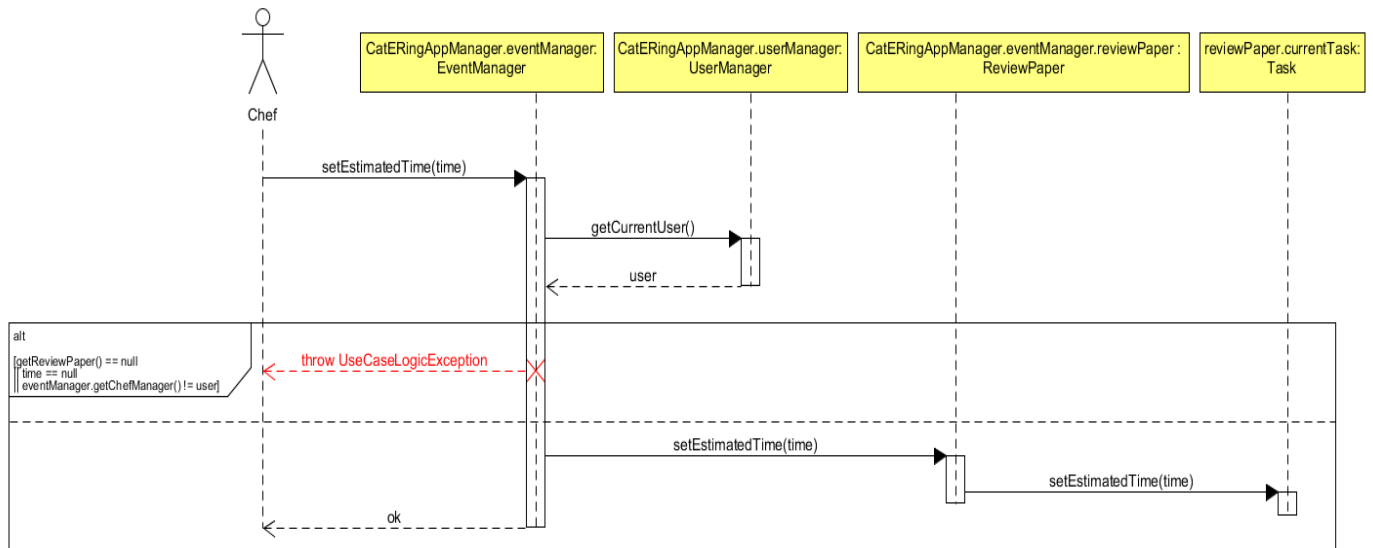 CatERingAppManager.eventManager:
EventManager
CatERingAppManager.userManager:
UserManager
CatERingAppManager.eventManager.reviewPaper :
ReviewPaper
reviewPaper.currentTask:
Task
Chef
setEstimatedTime(time)
getCurrentUser()
user
alt
[getReviewPaper() == null
|| time == null
|| eventManager.getChefManager() != user]
throw UseCaseLogicException
setEstimatedTime(time)
setEstimatedTime(time)
ok